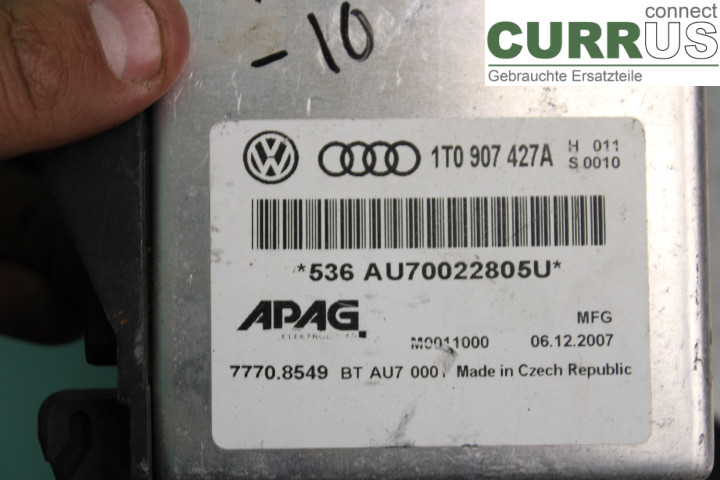 connect
CURRUS
Gebrauchte Ersatzteile
-10
1T0 907 427A H 011
S 0010
*536 AU70022805U*
APAG
MFG
M0011000 06.12.2007
7770.8549 BT AU7 Made in Czech Republic